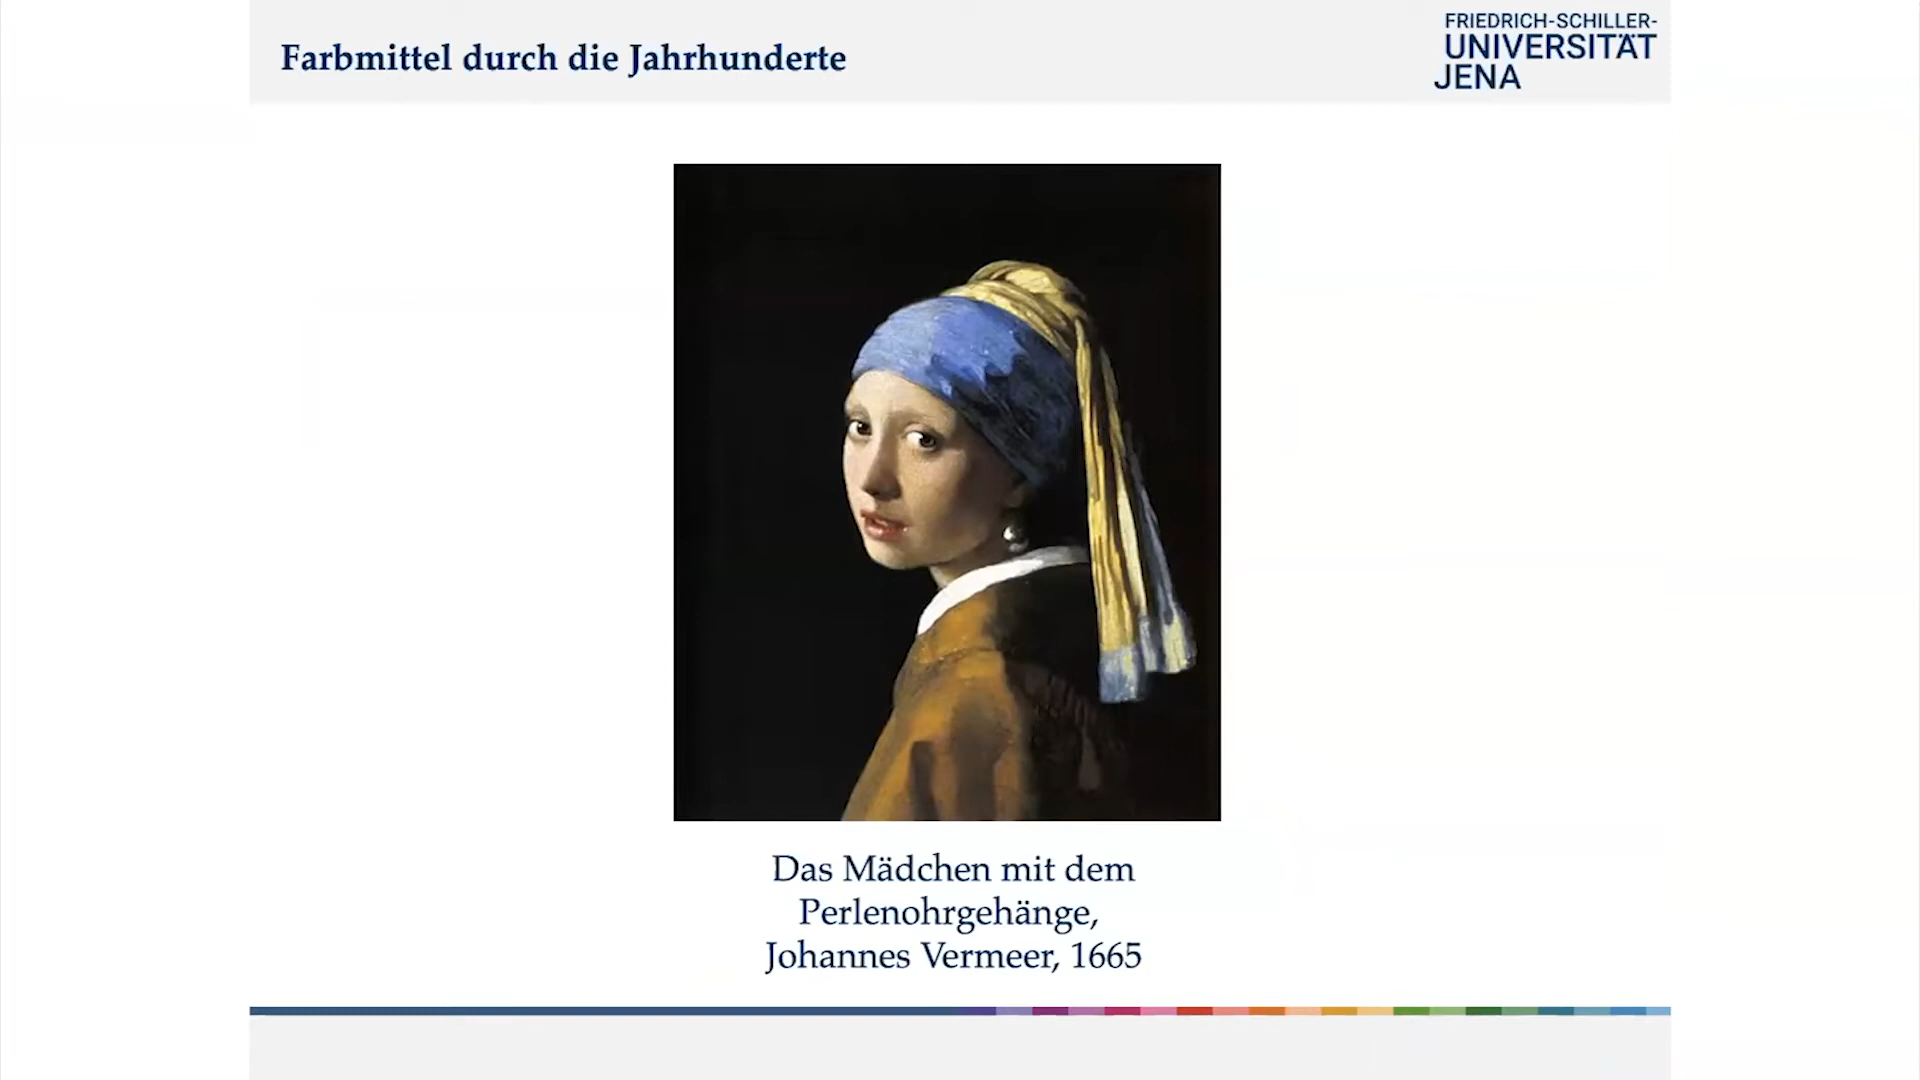 Farbmittel durch die Jahrhunderte
FRIEDRICH-SCHILLER-
UNIVERSITÄT
JENA
Das Mädchen mit dem
Perlenohrgehänge,
Johannes Vermeer, 1665